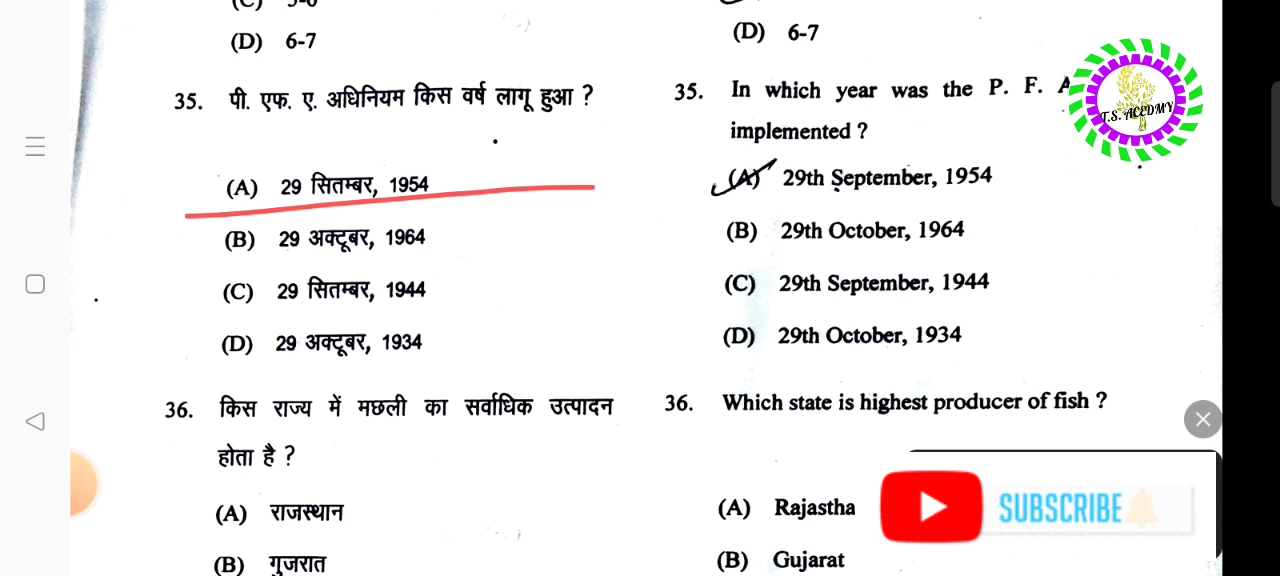 (D) 6-7
35. पी. एफ. ए. अधिनियम किस वर्ष लागू हुआ ?
(A) 29 सितम्बर, 1954
(B) 29 अक्टूबर, 1964
(C) 29 सितम्बर, 1944
(D) 29 अक्टूबर, 1934
36. किस राज्य में मछली का सर्वाधिक उत्पादन
होता है ?
(A) राजस्थान
(B) गुजरात
(D) 6-7
35. In which year was the P. F. A
implemented ?
(A) 29th September, 1954
(B) 29th October, 1964
(C) 29th September, 1944
(D) 29th October, 1934
36. Which state is highest producer of fish ?
(A) Rajastha
(B) Gujarat
T.S. ACEDMY
SUBSCRIBE